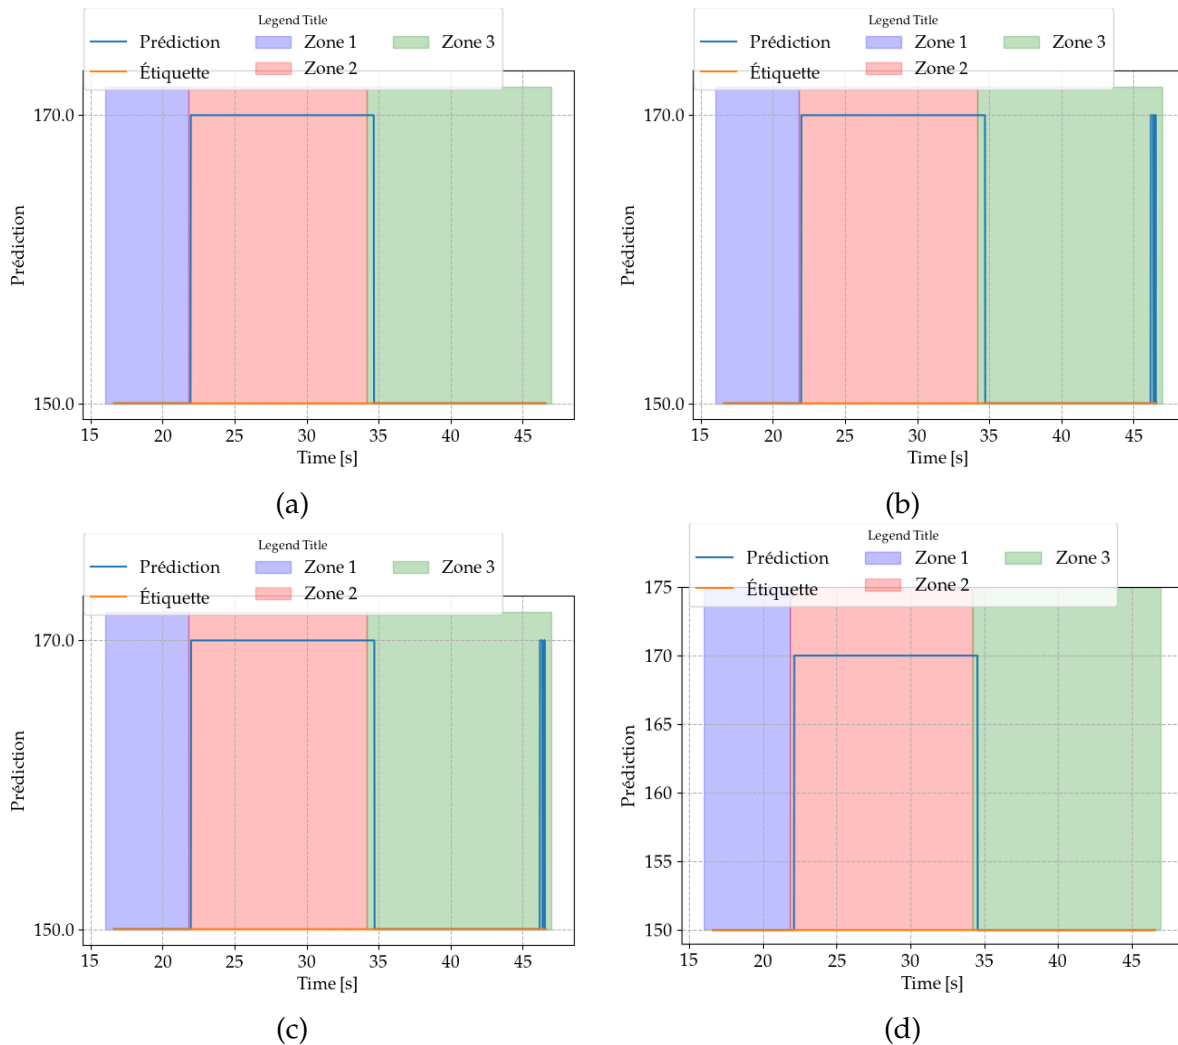 Legend Title
Prédiction
Étiquette
Zone 1
Zone 2
Zone 3
170.0
150.0
Prédiction
15 20 25 30 35 40 45
Time [s]
(a)
Legend Title
Prédiction
Étiquette
Zone 1
Zone 2
Zone 3
170.0
150.0
Prédiction
15 20 25 30 35 40 45
Time [s]
(b)
Legend Title
Prédiction
Étiquette
Zone 1
Zone 2
Zone 3
170.0
150.0
Prédiction
15 20 25 30 35 40 45
Time [s]
(c)
Legend Title
Prédiction
Étiquette
Zone 1
Zone 2
Zone 3
175
170
165
160
155
150
Prédiction
15 20 25 30 35 40 45
Time [s]
(d)